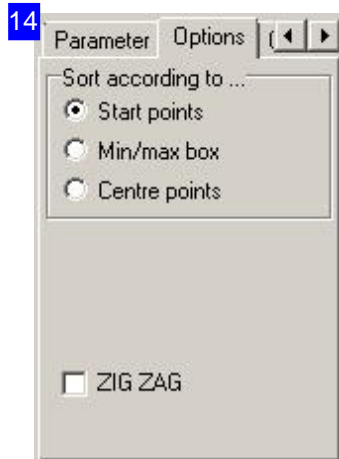 14
Parameter Options (
Sort according to ...
Start points
Min/max box
Centre points
ZIG ZAG